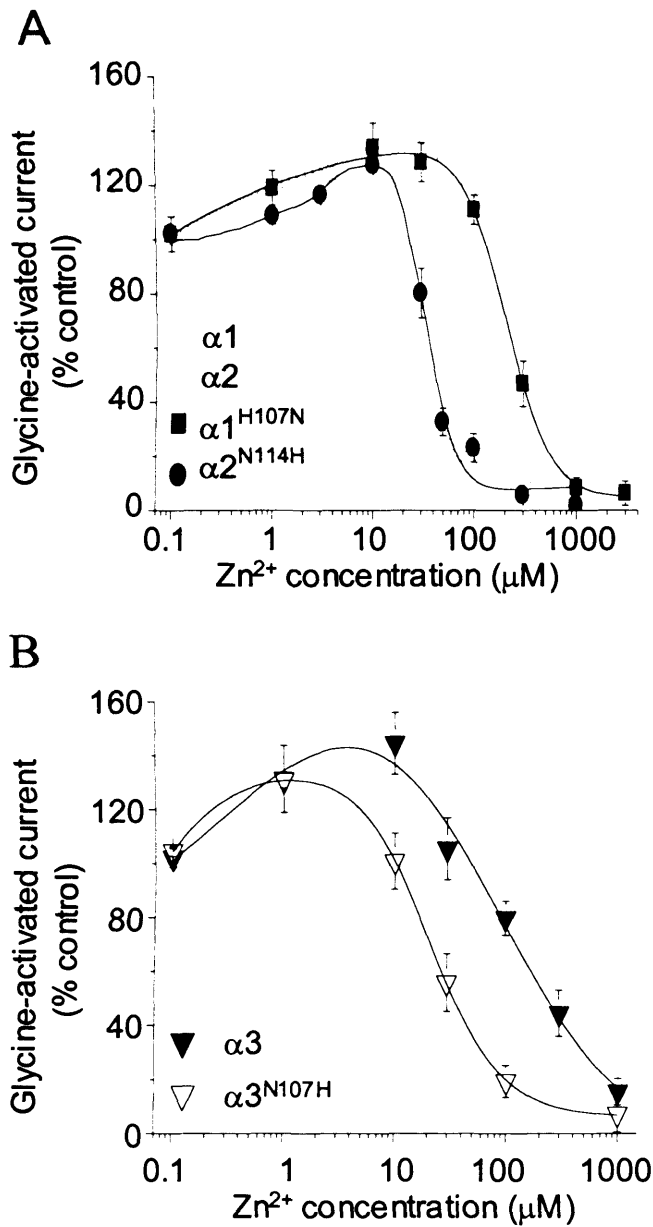 A
160
120
80
40
0
Glycine-activated current
(% control)
α1
α2
α1H107N
α2N114H
0.1 1 10 100 1000
Zn2+ concentration (μM)
B
160
120
80
40
0
Glycine-activated current
(% control)
α3
α3N107H
0.1 1 10 100 1000
Zn2+ concentration (μM)